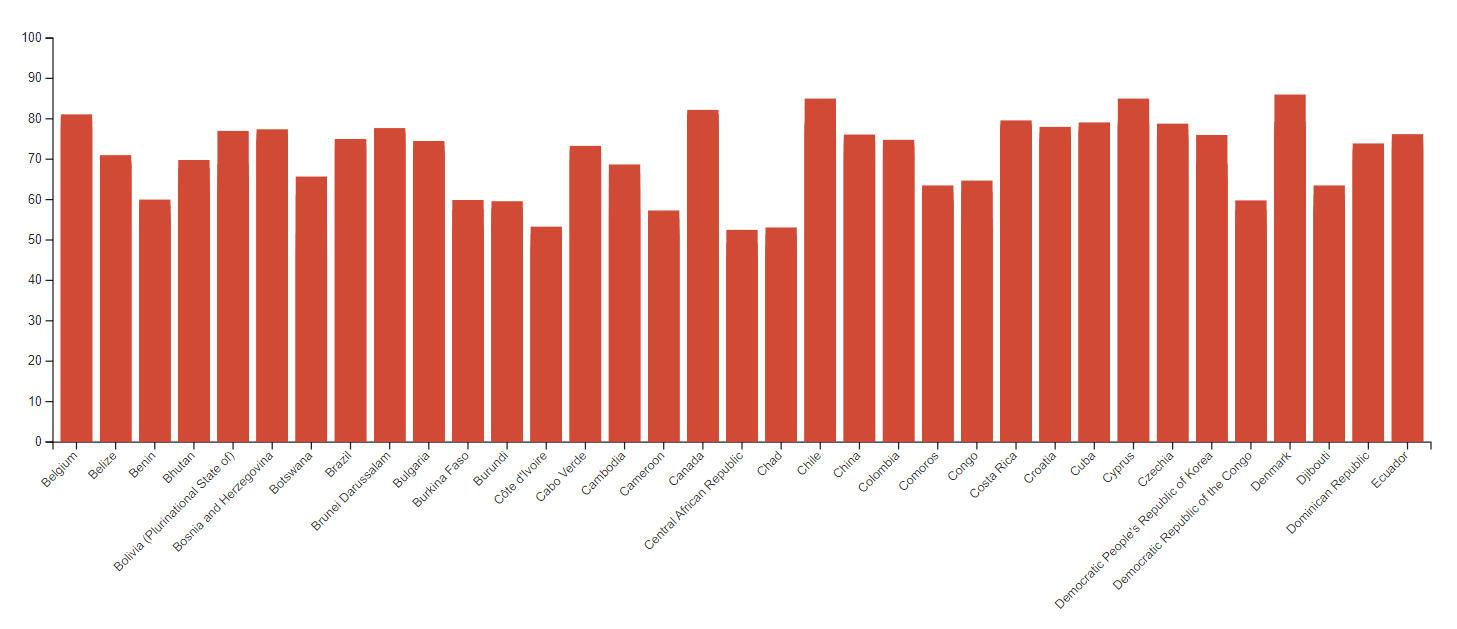 100
90
80
70
60
50
40
30
20
10
0
Belgium
Belize
Benin
Bhutan
Bolivia (Plurinational State of)
Bosnia and Herzegovina
Botswana
Brazil
Brunei Darussalam
Bulgaria
Burkina Faso
Burundi
Côte d'Ivoire
Cabo Verde
Cambodia
Cameroon
Canada
Central African Republic
Chad
Chile
China
Colombia
Comoros
Congo
Costa Rica
Croatia
Cuba
Cyprus
Czechia
Democratic People's Republic of Korea
Democratic Republic of the Congo
Denmark
Djibouti
Dominican Republic
Ecuador